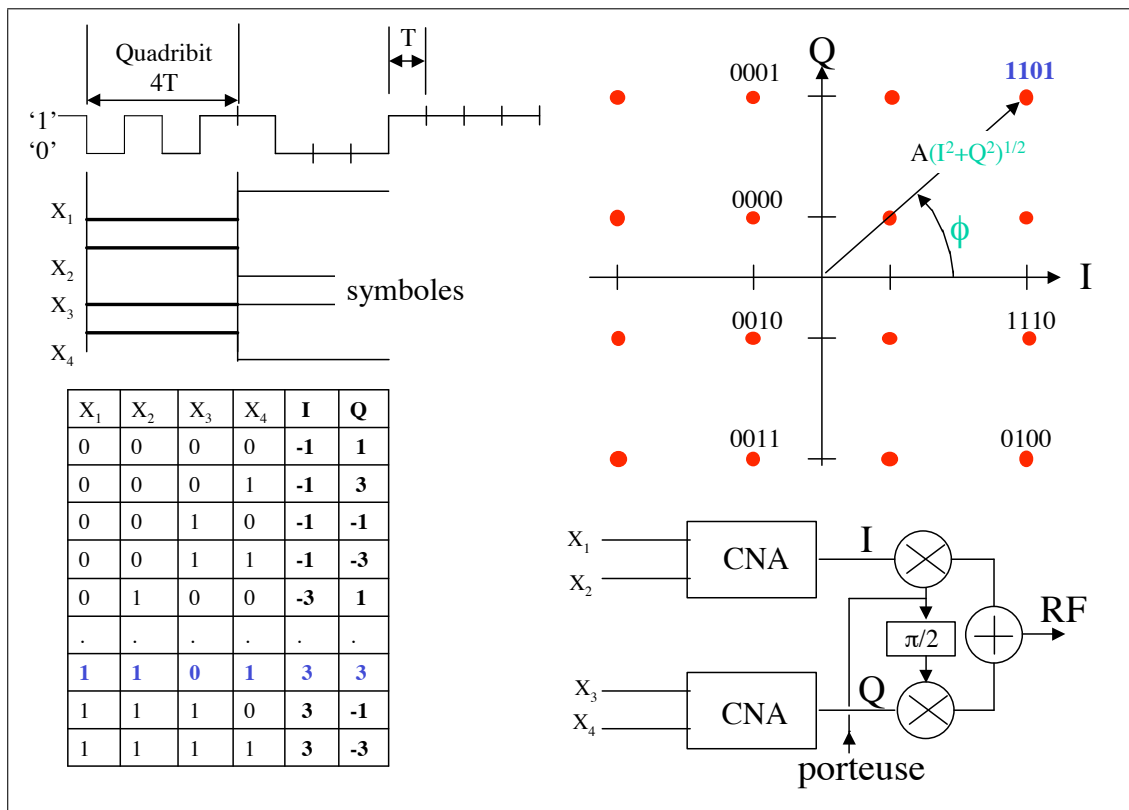 Quadribit
4T
T
‘1’
‘0’
X1
X2
X3
X4
symboles
X1 X2 X3 X4 I Q
0 0 0 0 -1 1
0 0 0 1 -1 3
0 0 1 0 -1 -1
0 0 1 1 -1 -3
0 1 0 0 -3 1
. . . . . .
1 1 0 1 3 3
1 1 1 0 3 -1
1 1 1 1 3 -3
Q
0001
1101
A(I²+Q²)1/2
0000
ϕ
I
0010
1110
0011
0100
X1
X2
CNA
I
π/2
RF
X3
X4
CNA
Q
porteuse